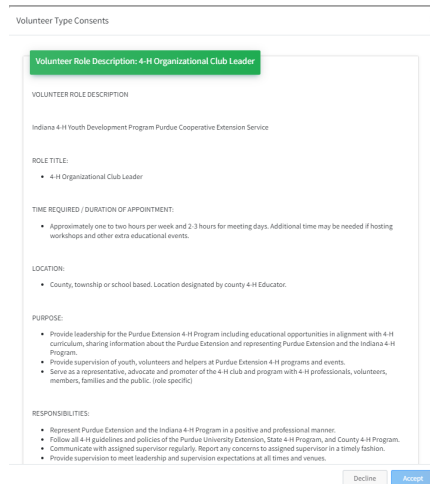 Volunteer Type Consents
Volunteer Role Description: 4-H Organizational Club Leader
VOLUNTEER ROLE DESCRIPTION
Indiana 4-H Youth Development Program Purdue Cooperative Extension Service
ROLE TITLE:
• 4-H Organizational Club Leader
TIME REQUIRED / DURATION OF APPOINTMENT:
• Approximately one to two hours per week and 2-3 hours for meeting days. Additional time may be needed if hosting
workshops and other extra educational events.
LOCATION:
• County, township or school based. Location designated by county 4-H Educator.
PURPOSE:
• Provide leadership for the Purdue Extension 4-H Program including educational opportunities in alignment with 4-H
curriculum, sharing information about the Purdue Extension and representing Purdue Extension and the Indiana 4-H
Program.
• Provide supervision of youth, volunteers and helpers at Purdue Extension 4-H programs and events.
• Serve as a representative, advocate and promoter of the 4-H club and program with 4-H professionals, volunteers,
members, families and the public. (role specific)
RESPONSIBILITIES:
• Represent Purdue Extension and the Indiana 4-H Program in a positive and professional manner.
• Follow all 4-H guidelines and policies of the Purdue University Extension, State 4-H Program, and County 4-H Program.
• Communicate with assigned supervisor regularly. Report any concerns to assigned supervisor in a timely fashion.
• Provide supervision to meet leadership and supervision expectations at all times and venues.
Decline Accept